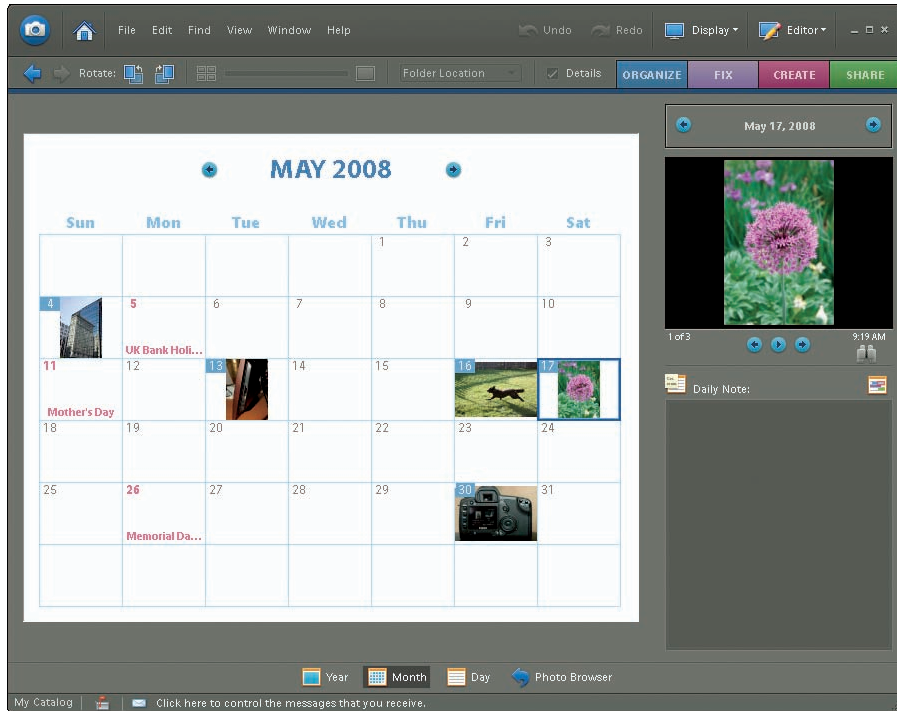 File Edit Find View Window Help Undo Redo Display Editor
Rotate: Folder Location Details ORGANIZE FIX CREATE SHARE
May 17, 2008
MAY 2008
Sun Mon Tue Wed Thu Fri Sat
1 2 3
4 5 6 7 8 9 10
UK Bank Holi...
11 12 13 14 15 16 17
Mother's Day
18 19 20 21 22 23 24
25 26 27 28 29 30 31
Memorial Da...
1 of 3 9:19 AM
Daily Note:
Year Month Day Photo Browser
My Catalog Click here to control the messages that you receive.